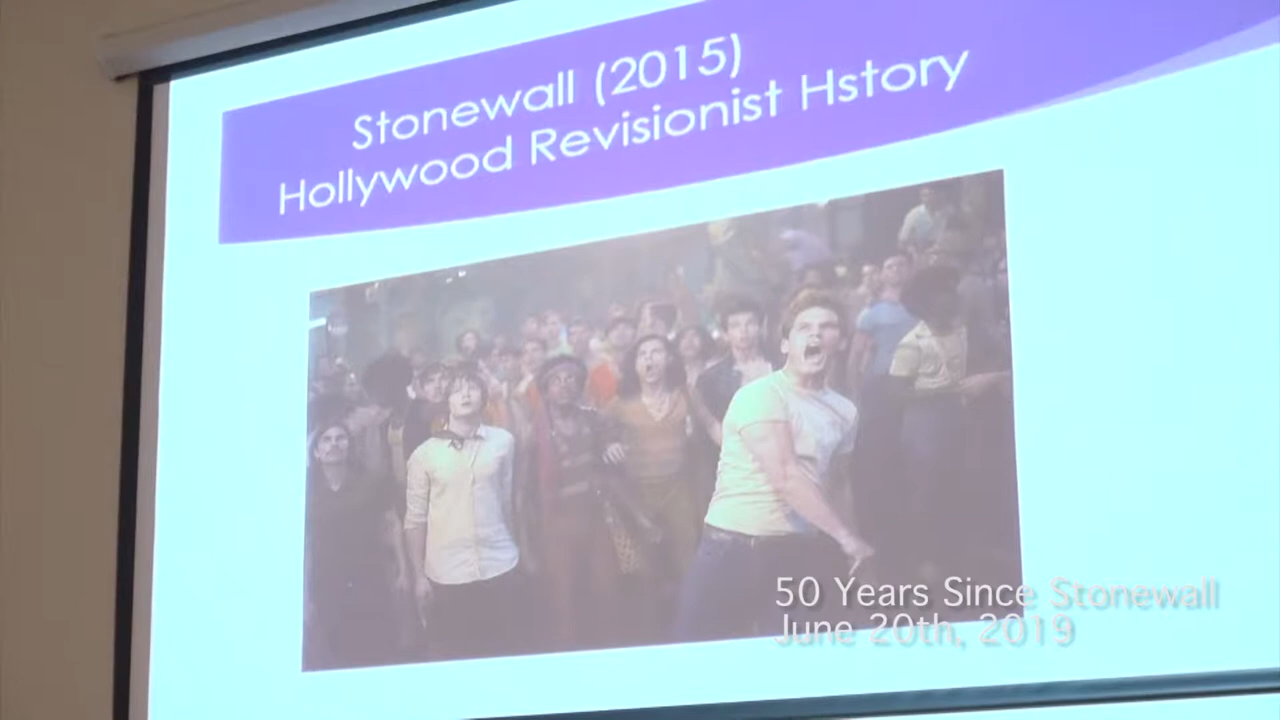 Stonewall (2015)
Hollywood Revisionist Hstory
50 Years Since Stonewall
June 20th, 2019